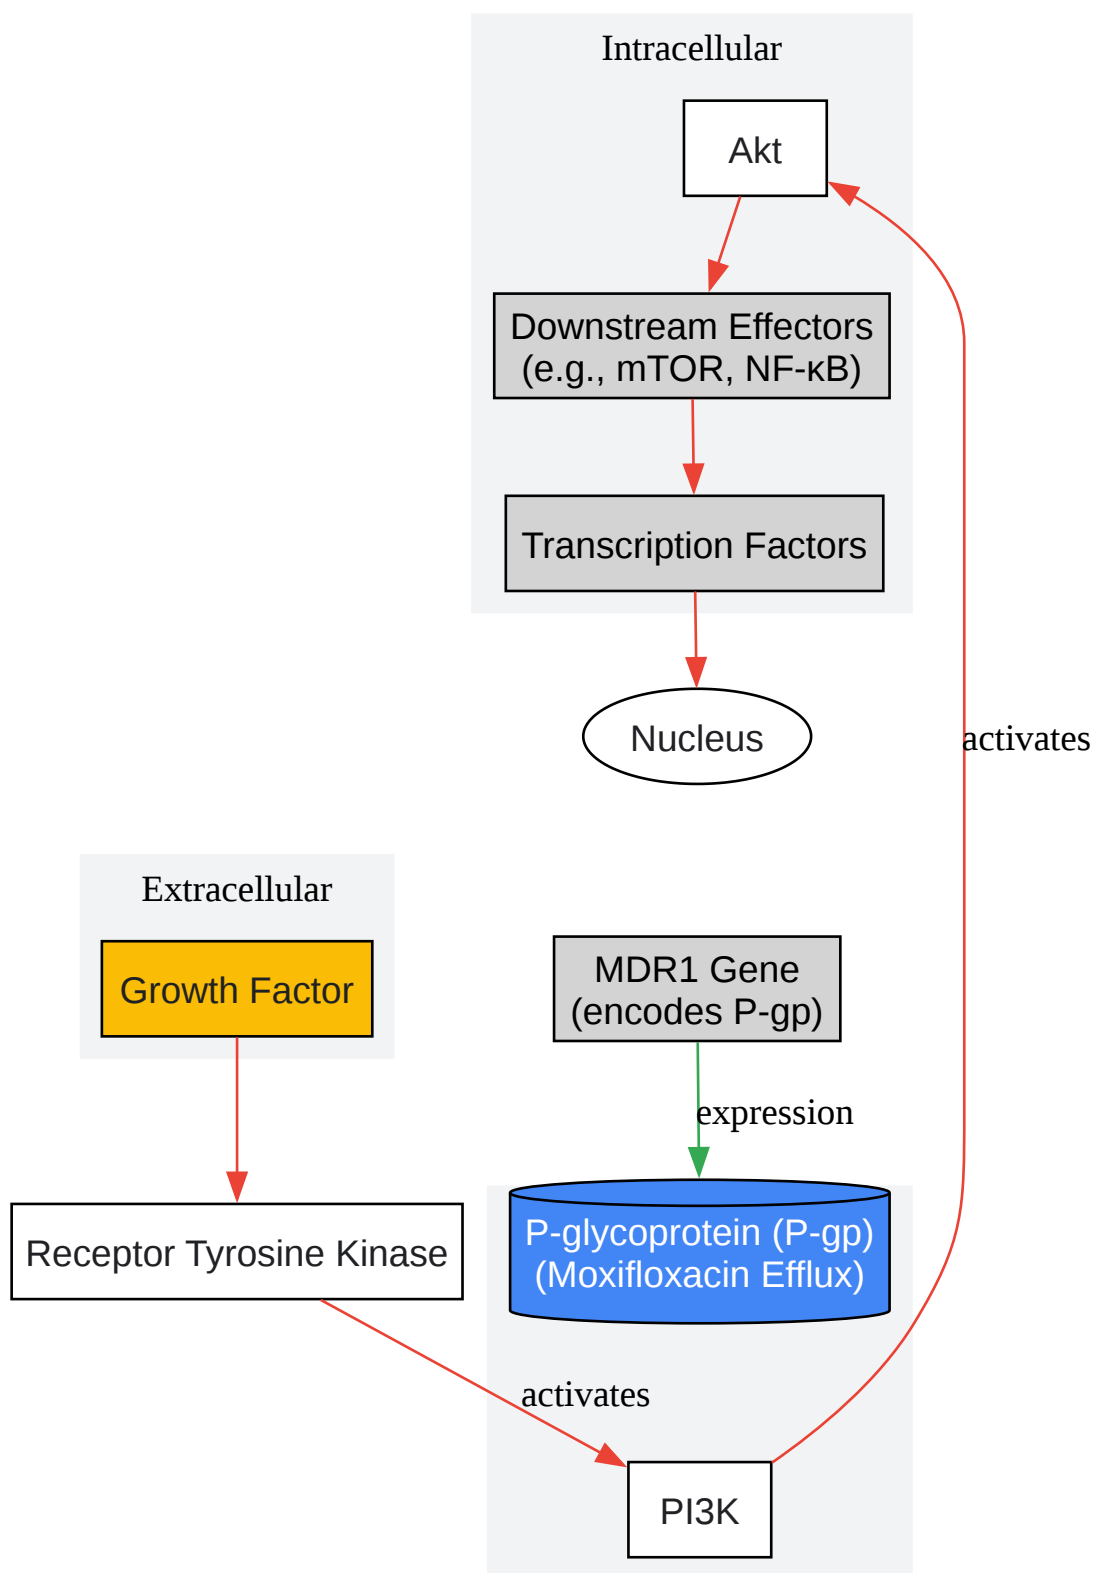 Intracellular
Akt
Downstream Effectors
(e.g., mTOR, NF-κB)
Transcription Factors
Nucleus
activates
Extracellular
Growth Factor
MDR1 Gene
(encodes P-gp)
expression
Receptor Tyrosine Kinase
P-glycoprotein (P-gp)
(Moxifloxacin Efflux)
activates
PI3K